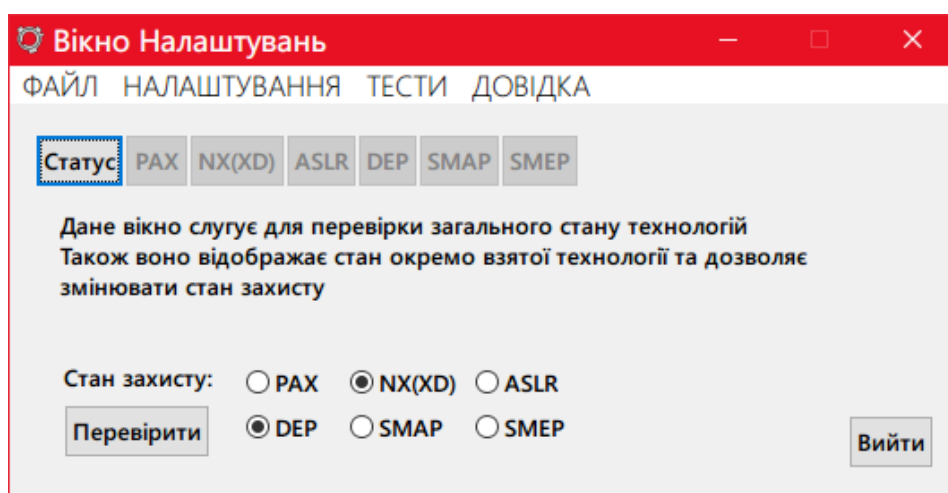 Вікно Налаштувань
ФАЙЛ НАЛАШТУВАННЯ ТЕСТИ ДОВІДКА
Статус PAX NX(XD) ASLR DEP SMAP SMEP
Дане вікно слугує для перевірки загального стану технологій
Також воно відображає стан окремо взятої технології та дозволяє
змінювати стан захисту
Стан захисту: PAX NX(XD) ASLR
Перевірити DEP SMAP SMEP
Вийти